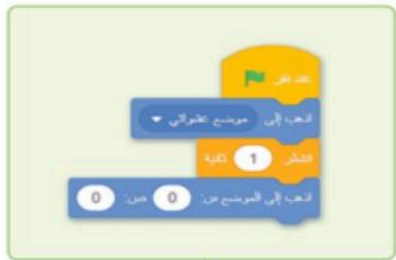 عند نقر
اذهب إلى موضع عشوائي
انتظر 1 ثانية
اذهب إلى الموضع س: 0 ص: 0